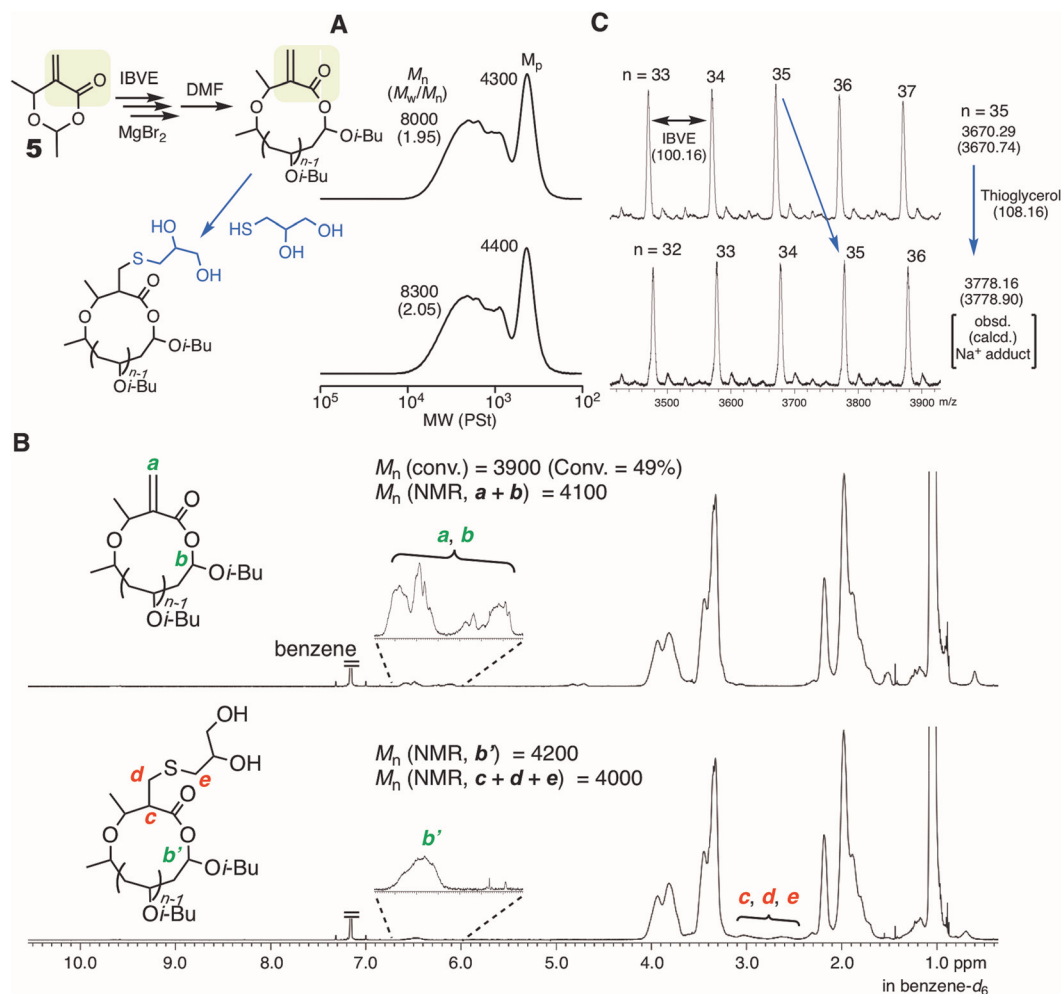 A
5
O
O
O
IBVE
MgBr2
DMF
O
O
O
Oi-Bu
n-1
Oi-Bu
HS
OH
OH
HO
S
OH
O
O
O
Oi-Bu
n-1
Oi-Bu
Mn
(Mw/Mn)
8000
(1.95)
4300
Mp
8300
(2.05)
4400
10^5
10^4
10^3
10^2
MW (PSt)
C
n = 33
34
35
36
37
IBVE
(100.16)
n = 35
3670.29
(3670.74)
Thioglycerol
(108.16)
n = 32
33
34
35
36
3778.16
(3778.90)
obsd.
(calcd.)
Na+ adduct
3500
3600
3700
3800
3900 m/z
B
a
O
O
O
b
Oi-Bu
n-1
Oi-Bu
Mn (conv.) = 3900 (Conv. = 49%)
Mn (NMR, a + b) = 4100
a, b
benzene
OH
OH
S
d
e
c
O
O
O
b'
Oi-Bu
n-1
Oi-Bu
Mn (NMR, b') = 4200
Mn (NMR, c + d + e) = 4000
b'
c, d, e
10.0
9.0
8.0
7.0
6.0
5.0
4.0
3.0
2.0
1.0 ppm
in benzene-d6